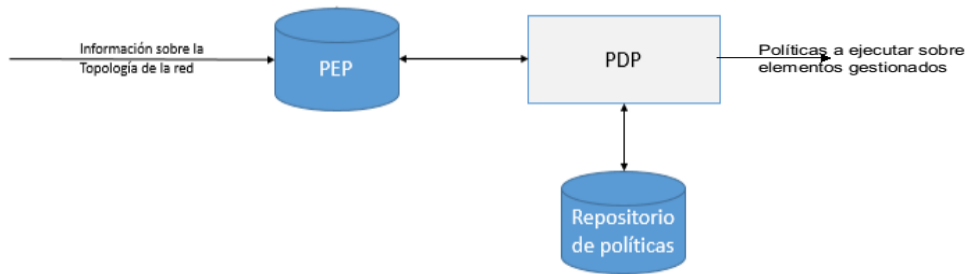 Información sobre la
Topología de la red
PEP
PDP
Políticas a ejecutar sobre
elementos gestionados
Repositorio
de políticas